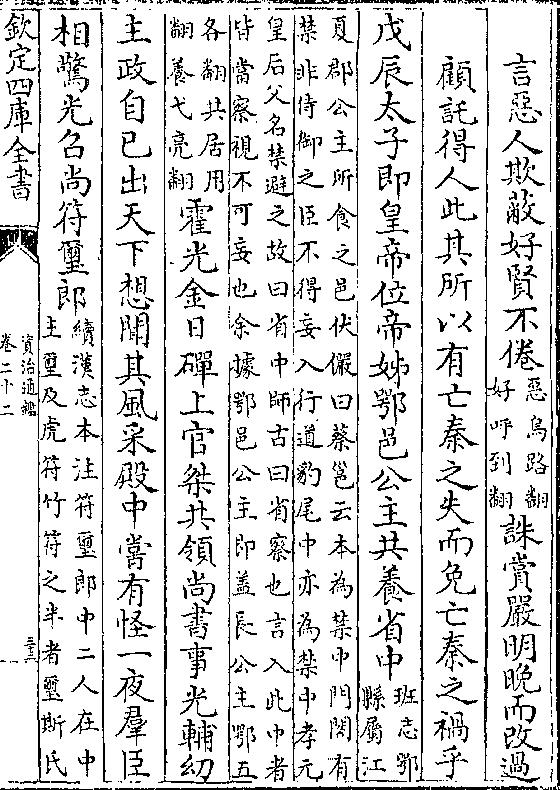 言惡人欺蔽好賢不倦惡烏路翻好呼到翻誅賞嚴明晚而改過
顧託得人此其所以有亡秦之失而免亡秦之禍乎
戊辰太子即皇帝位帝姊鄂邑公主共養省中班志鄂縣屬江
夏郡公主所食之邑伏儼曰蔡邕云本為禁中門閤有
禁非侍御之臣不得妄入行道豹尾中亦為禁中孝元
皇后父名禁避之故曰省中師古曰省察也言入此中者
皆當察視不可妄也余據鄂邑公主即蓋長公主鄂五
各翻共居用翻養弋亮翻霍光金日磾上官桀共領尚書事光輔幼
主政自已出天下想聞其風采殿中嘗有怪一夜羣臣
相驚光召尚符璽郎續漢志本注符璽郎中二人在中主璽及虎符竹符之半者璽斯氏
欽定四庫全書
資治通鑑
卷二十二
三十三